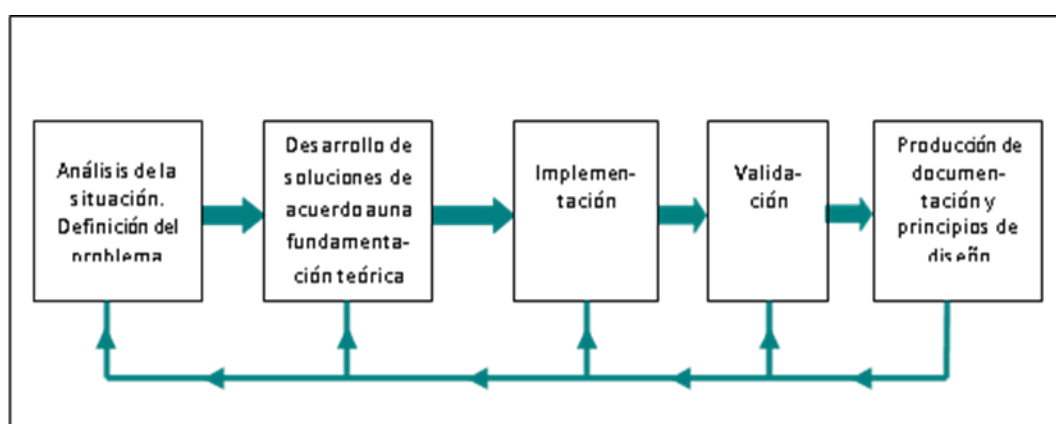 Análisis de la
situación.
Definición del
problema
Desarrollo de
soluciones de
acuerdo a una
fundamenta-
ción teórica
Implemen-
tación
Valida-
ción
Producción de
documen-
tación y
principios de
diseño